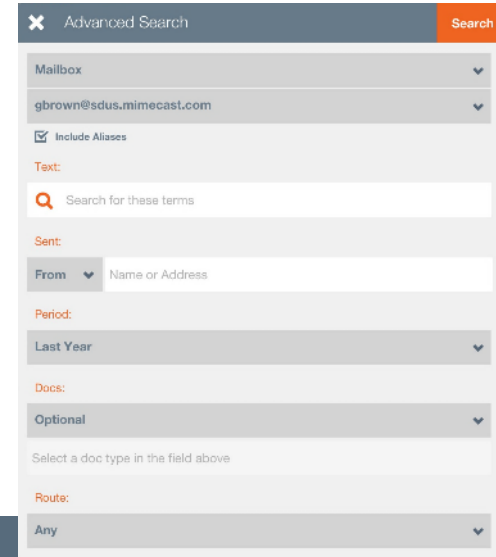 Advanced Search
Search
Mailbox
gbrown@sdus.mimecast.com
Include Aliases
Text:
Search for these terms
Sent:
From
Name or Address
Period:
Last Year
Docs:
Optional
Select a doc type in the field above
Route:
Any